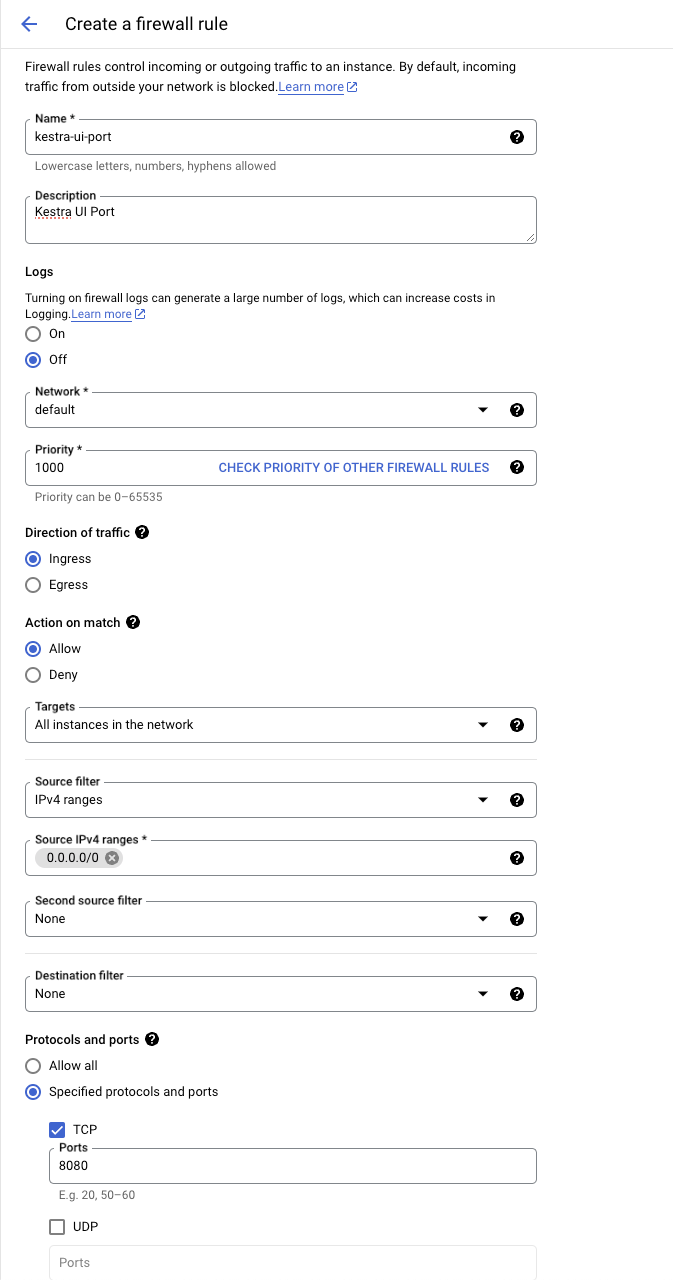 Create a firewall rule
Firewall rules control incoming or outgoing traffic to an instance. By default, incoming
traffic from outside your network is blocked.Learn more
Name *
kestra-ui-port
Lowercase letters, numbers, hyphens allowed
Description
Kestra UI Port
Logs
Turning on firewall logs can generate a large number of logs, which can increase costs in
Logging.Learn more
On
Off
Network *
default
Priority *
1000 CHECK PRIORITY OF OTHER FIREWALL RULES
Priority can be 0–65535
Direction of traffic
Ingress
Egress
Action on match
Allow
Deny
Targets
All instances in the network
Source filter
IPv4 ranges
Source IPv4 ranges *
0.0.0.0/0
Second source filter
None
Destination filter
None
Protocols and ports
Allow all
Specified protocols and ports
TCP
Ports
8080
E.g. 20, 50–60
UDP
Ports